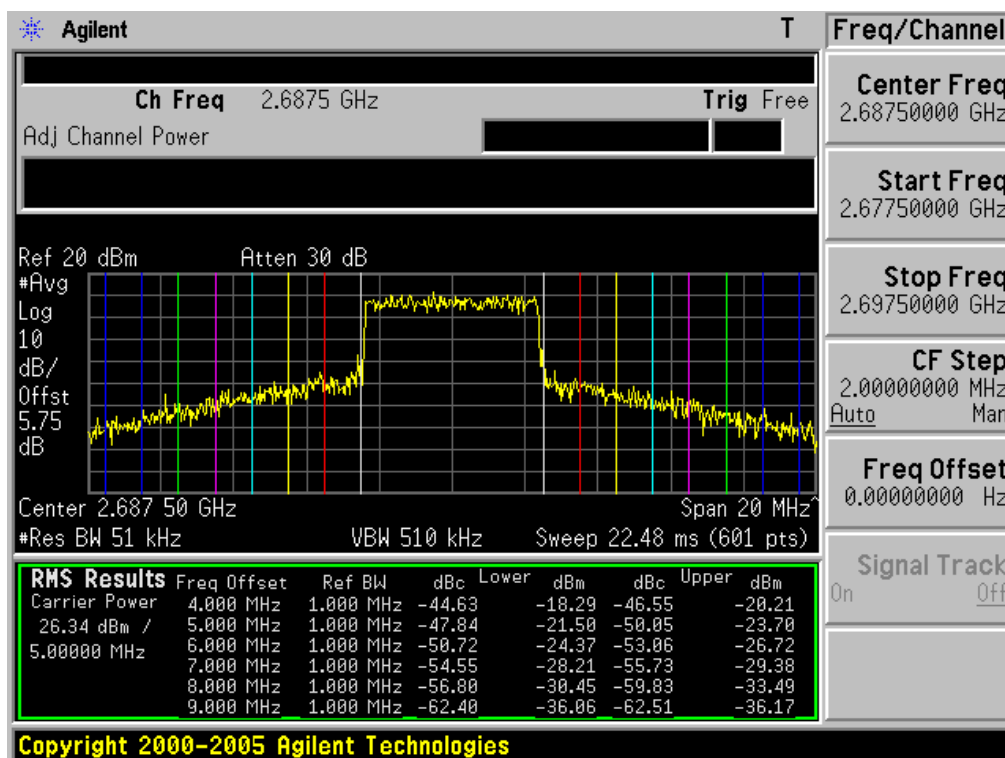 Agilent T Freq/Channel
Ch Freq 2.6875 GHz Trig Free
Adj Channel Power
Center Freq
2.68750000 GHz
Start Freq
2.67750000 GHz
Stop Freq
2.69750000 GHz
CF Step
2.00000000 MHz
Auto Man
Freq Offset
0.00000000 Hz
Signal Track
On Off
Ref 20 dBm Atten 30 dB
#Avg
Log
10
dB/
Offst
5.75
dB
Center 2.687 50 GHz Span 20 MHz^
#Res BW 51 kHz VBW 510 kHz Sweep 22.48 ms (601 pts)
RMS Results Freq Offset Ref BW dBc Lower dBm dBc Upper dBm
Carrier Power 4.000 MHz 1.000 MHz -44.63 -18.29 -46.55 -20.21
26.34 dBm / 5.000 MHz 1.000 MHz -47.84 -21.50 -50.05 -23.70
5.00000 MHz 6.000 MHz 1.000 MHz -50.72 -24.37 -53.06 -26.72
7.000 MHz 1.000 MHz -54.55 -28.21 -55.73 -29.38
8.000 MHz 1.000 MHz -56.80 -30.45 -59.83 -33.49
9.000 MHz 1.000 MHz -62.40 -36.06 -62.51 -36.17
Copyright 2000-2005 Agilent Technologies